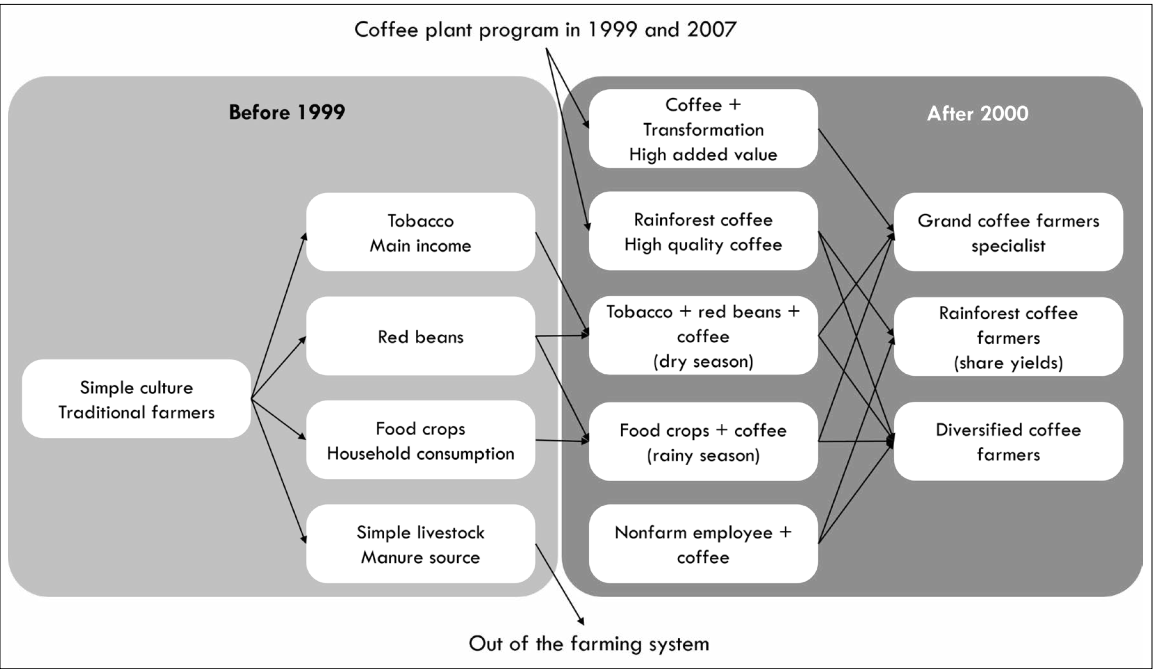 Coffee plant program in 1999 and 2007
Before 1999
After 2000
Simple culture
Traditional farmers
Tobacco
Main income
Red beans
Food crops
Household consumption
Simple livestock
Manure source
Coffee +
Transformation
High added value
Rainforest coffee
High quality coffee
Tobacco + red beans +
coffee
(dry season)
Food crops + coffee
(rainy season)
Nonfarm employee +
coffee
Grand coffee farmers
specialist
Rainforest coffee
farmers
(share yields)
Diversified coffee
farmers
Out of the farming system